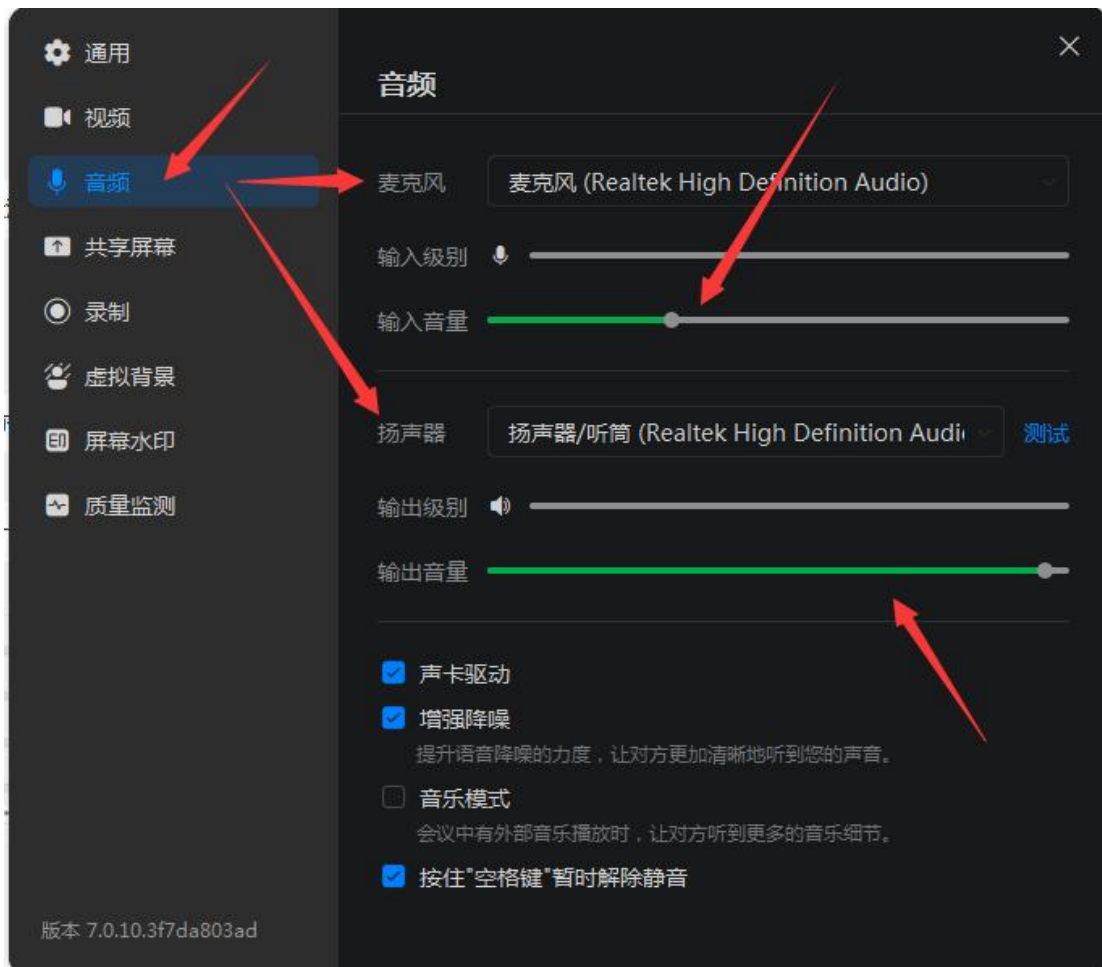 通用
视频
音频
共享屏幕
录制
虚拟背景
屏幕水印
质量监测
版本 7.0.10.3f7da803ad
音频
麦克风 麦克风 (Realtek High Definition Audio)
输入级别
输入音量
扬声器 扬声器/听筒 (Realtek High Definition Audi 测试
输出级别
输出音量
声卡驱动
增强降噪
提升语音降噪的力度，让对方更加清晰地听到您的声音。
音乐模式
会议中有外部音乐播放时，让对方听到更多的音乐细节。
按住"空格键"暂时解除静音